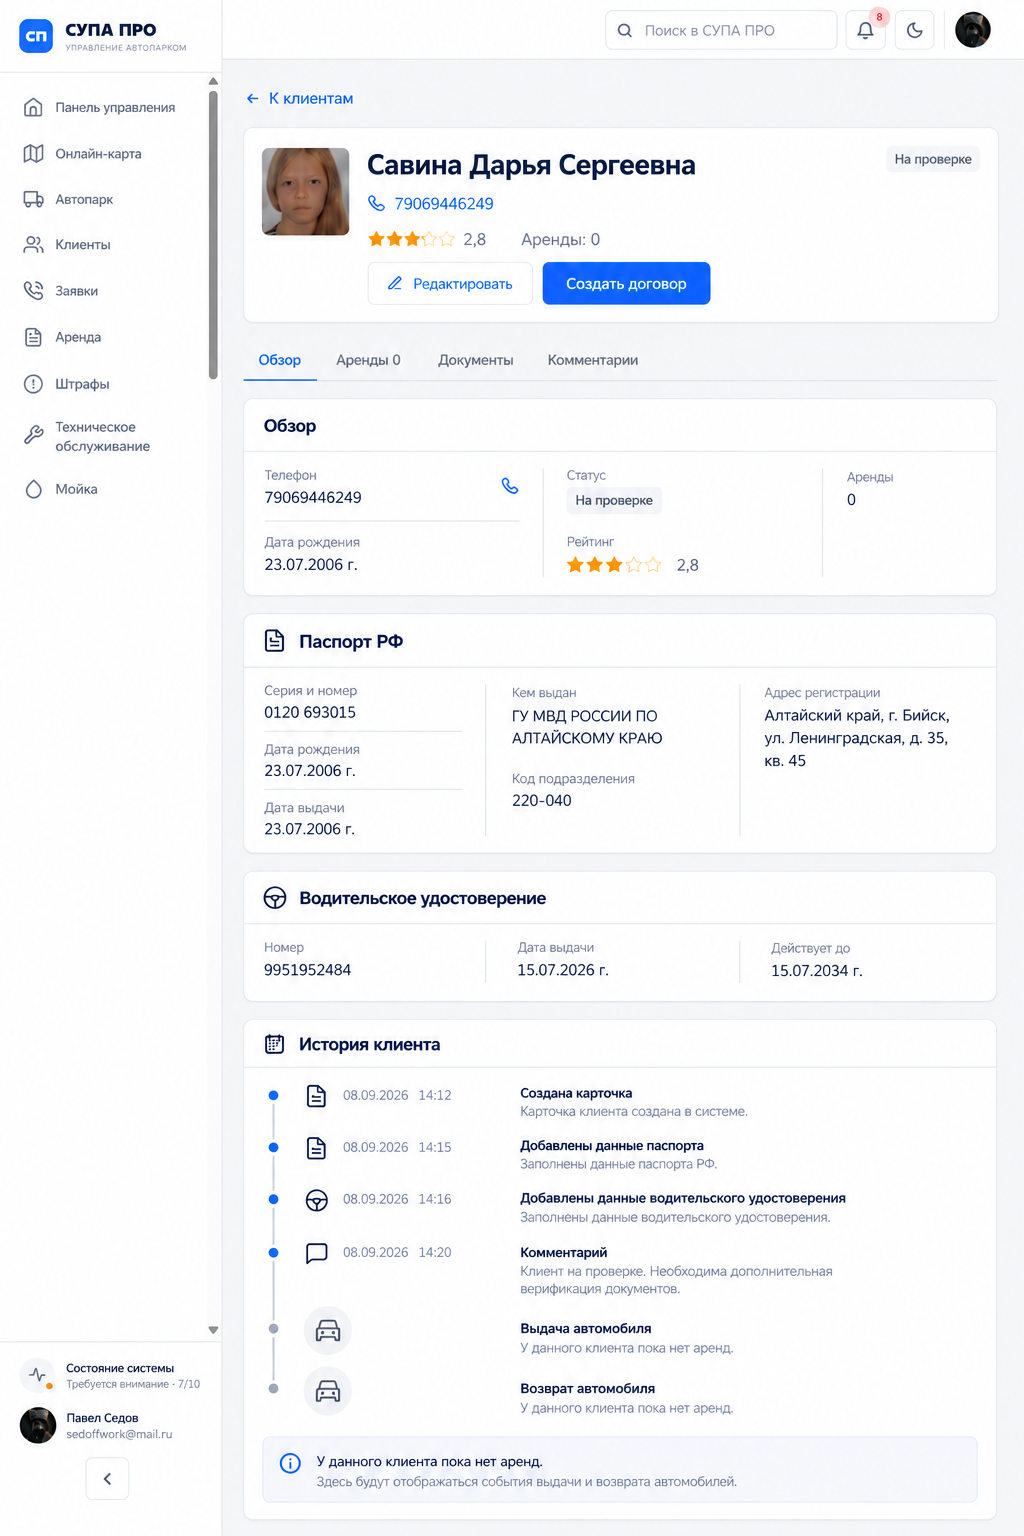 сп
СУПА ПРО
УПРАВЛЕНИЕ АВТОПАРКОМ
Поиск в СУПА ПРО
8
Панель управления
Онлайн-карта
Автопарк
Клиенты
Заявки
Аренда
Штрафы
Техническое
обслуживание
Мойка
Состояние системы
Требуется внимание · 7/10
Павел Седов
sedoffwork@mail.ru
← К клиентам
Савина Дарья Сергеевна
На проверке
79069446249
2,8 Аренды: 0
Редактировать
Создать договор
Обзор Аренды 0 Документы Комментарии
Обзор
Телефон
79069446249
Дата рождения
23.07.2006 г.
Статус
На проверке
Рейтинг
2,8
Аренды
0
Паспорт РФ
Серия и номер
0120 693015
Дата рождения
23.07.2006 г.
Дата выдачи
23.07.2006 г.
Кем выдан
ГУ МВД РОССИИ ПО
АЛТАЙСКОМУ КРАЮ
Код подразделения
220-040
Адрес регистрации
Алтайский край, г. Бийск,
ул. Ленинградская, д. 35,
кв. 45
Водительское удостоверение
Номер
9951952484
Дата выдачи
15.07.2026 г.
Действует до
15.07.2034 г.
История клиента
08.09.2026 14:12
Создана карточка
Карточка клиента создана в системе.
08.09.2026 14:15
Добавлены данные паспорта
Заполнены данные паспорта РФ.
08.09.2026 14:16
Добавлены данные водительского удостоверения
Заполнены данные водительского удостоверения.
08.09.2026 14:20
Комментарий
Клиент на проверке. Необходима дополнительная
верификация документов.
Выдача автомобиля
У данного клиента пока нет аренд.
Возврат автомобиля
У данного клиента пока нет аренд.
У данного клиента пока нет аренд.
Здесь будут отображаться события выдачи и возврата автомобилей.